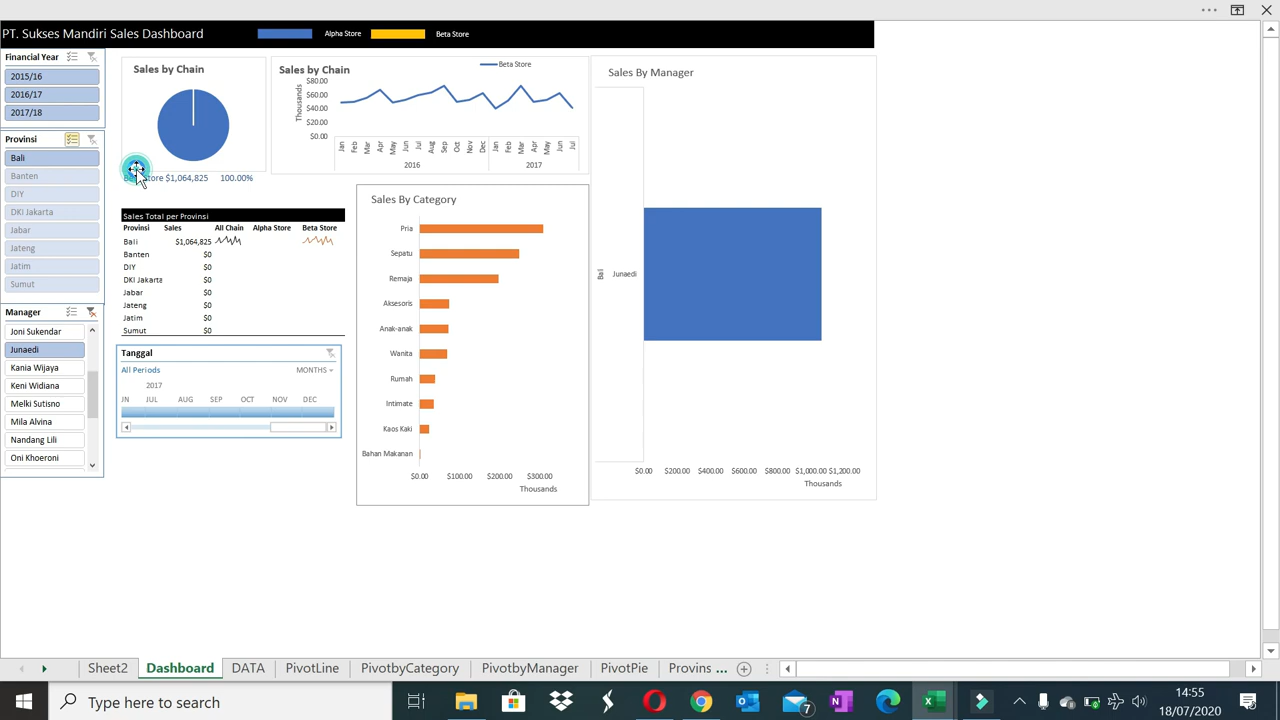 PT. Sukses Mandiri Sales Dashboard
Alpha Store
Beta Store
Financial Year
2015/16
2016/17
2017/18
Provinsi
Bali
Banten
DIY
DKI Jakarta
Jabar
Jateng
Jatim
Sumut
Manager
Joni Sukendar
Junaedi
Kania Wijaya
Keni Widiana
Melki Sutisno
Mila Alvina
Nandang Lili
Oni Khoeroni
Sales by Chain
Store $1,064,825 100.00%
Sales by Chain
Beta Store
Thousands
$80.00
$60.00
$40.00
$20.00
$0.00
Jan Feb Mar Apr May Jun Jul Aug Sep Oct Nov Dec Jan Feb Mar Apr May Jun Jul
2016 2017
Sales Total per Provinsi
Provinsi Sales All Chain Alpha Store Beta Store
Bali $1,064,825
Banten $0
DIY $0
DKI Jakarta $0
Jabar $0
Jateng $0
Jatim $0
Sumut $0
Tanggal
All Periods MONTHS
2017
JN JUL AUG SEP OCT NOV DEC
Sales By Category
Pria
Sepatu
Remaja
Aksesoris
Anak-anak
Wanita
Rumah
Intimate
Kaos Kaki
Bahan Makanan
$0.00 $100.00 $200.00 $300.00
Thousands
Sales By Manager
Bali
Junaedi
$0.00 $200.00 $400.00 $600.00 $800.00 $1,000.00 $1,200.00
Thousands
Sheet2 Dashboard DATA PivotLine PivotbyCategory PivotbyManager PivotPie Provins ...
Type here to search
7
14:55
18/07/2020